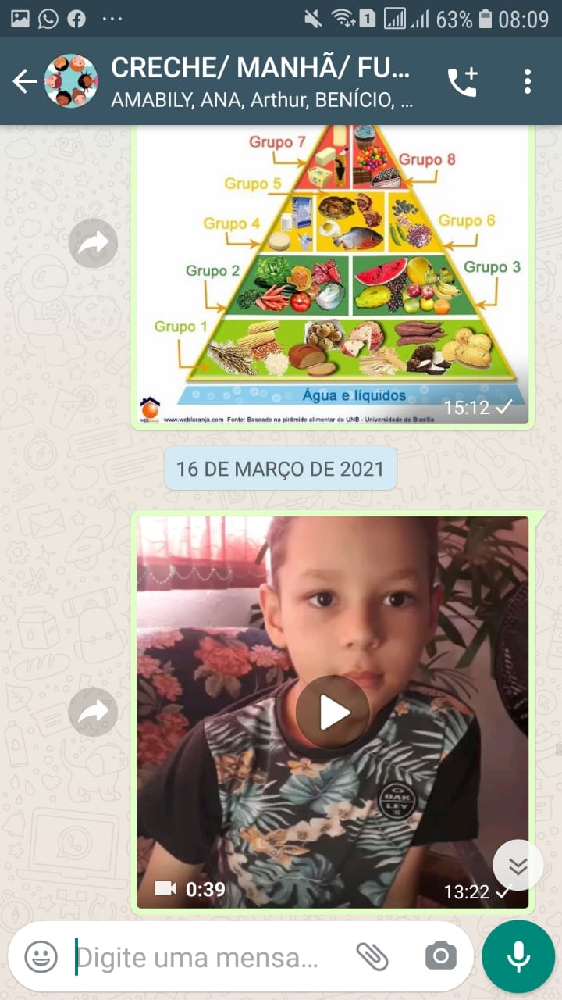 63% 08:09
1
CRECHE/ MANHÃ/ FU...
AMABILY, ANA, Arthur, BENÍCIO, ...
Grupo 7
Grupo 8
Grupo 5
Grupo 4
Grupo 6
Grupo 2
Grupo 3
Grupo 1
Água e líquidos
15:12
www.weblaranja.com Fonte: Baseado na pirâmide alimentar da UNB - Universidade de Brasília
16 DE MARÇO DE 2021
OAK
LEY
0:39
13:22
Digite uma mensa...